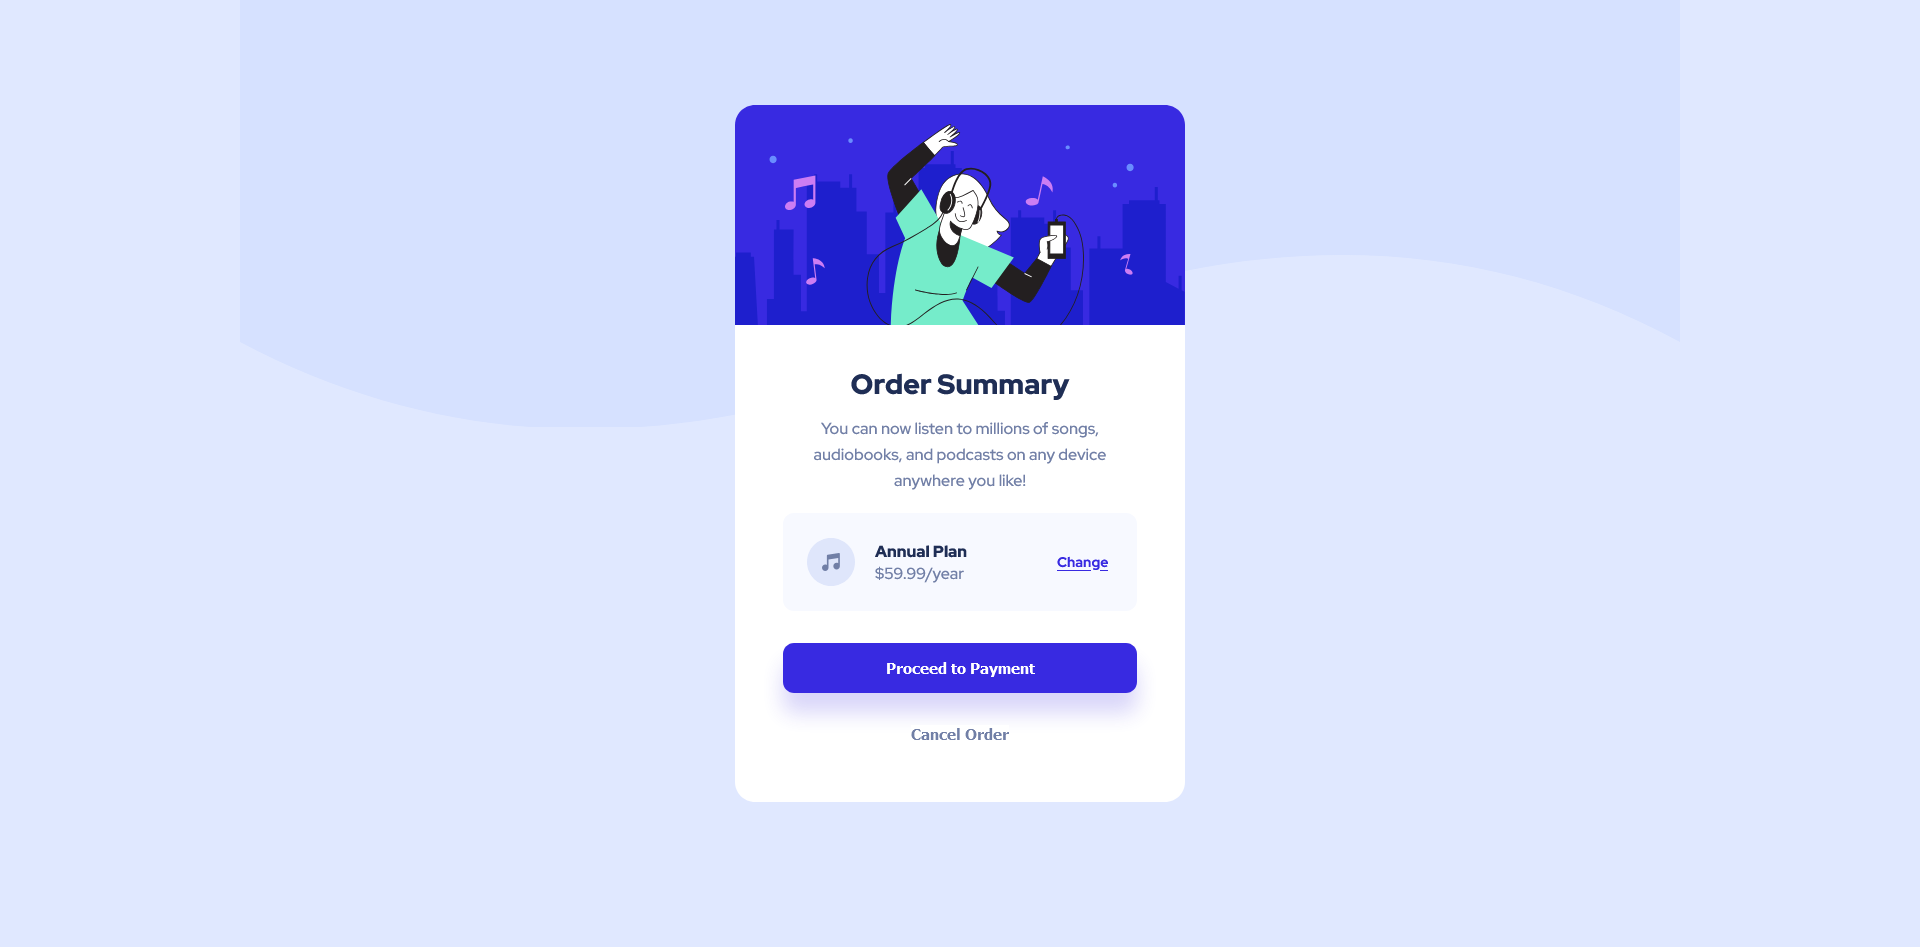 Order Summary
You can now listen to millions of songs,
audiobooks, and podcasts on any device
anywhere you like!
Annual Plan
$59.99/year
Change
Proceed to Payment
Cancel Order